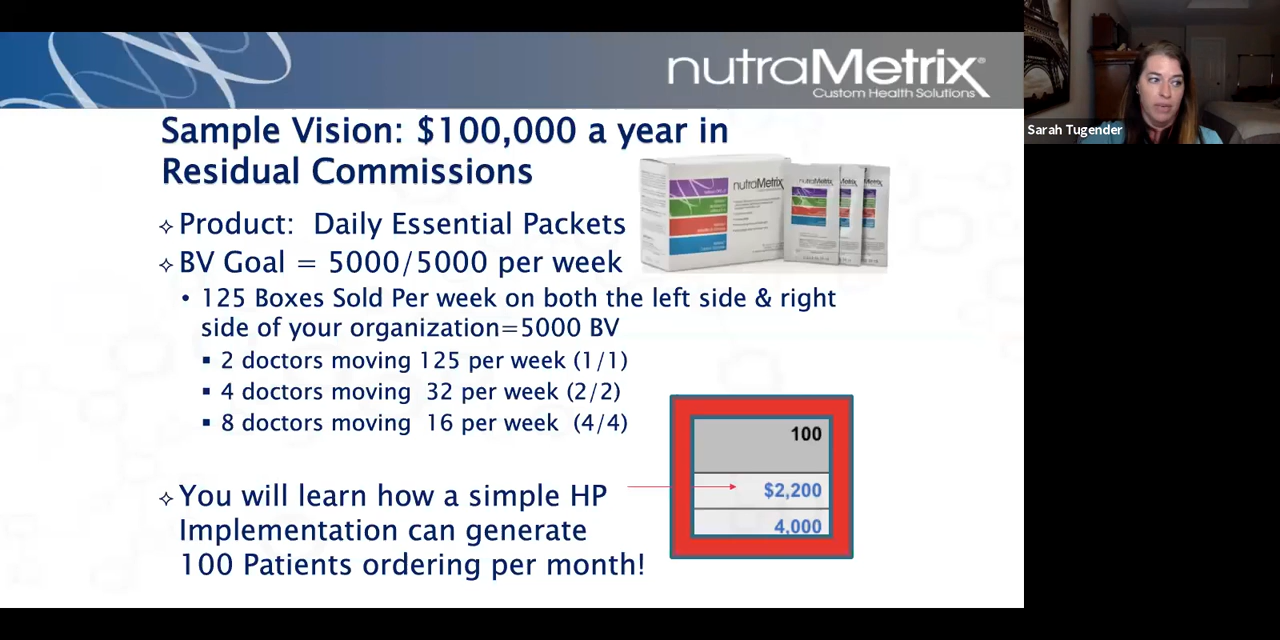 nutraMetrix®
Custom Health Solutions
Sarah Tugender
Sample Vision: $100,000 a year in
Residual Commissions
nutraMetrix
nutraMetrix
Product: Daily Essential Packets
BV Goal = 5000/5000 per week
• 125 Boxes Sold Per week on both the left side & right
side of your organization=5000 BV
▪ 2 doctors moving 125 per week (1/1)
▪ 4 doctors moving 32 per week (2/2)
▪ 8 doctors moving 16 per week (4/4)
100
$2,200
4,000
You will learn how a simple HP
Implementation can generate
100 Patients ordering per month!